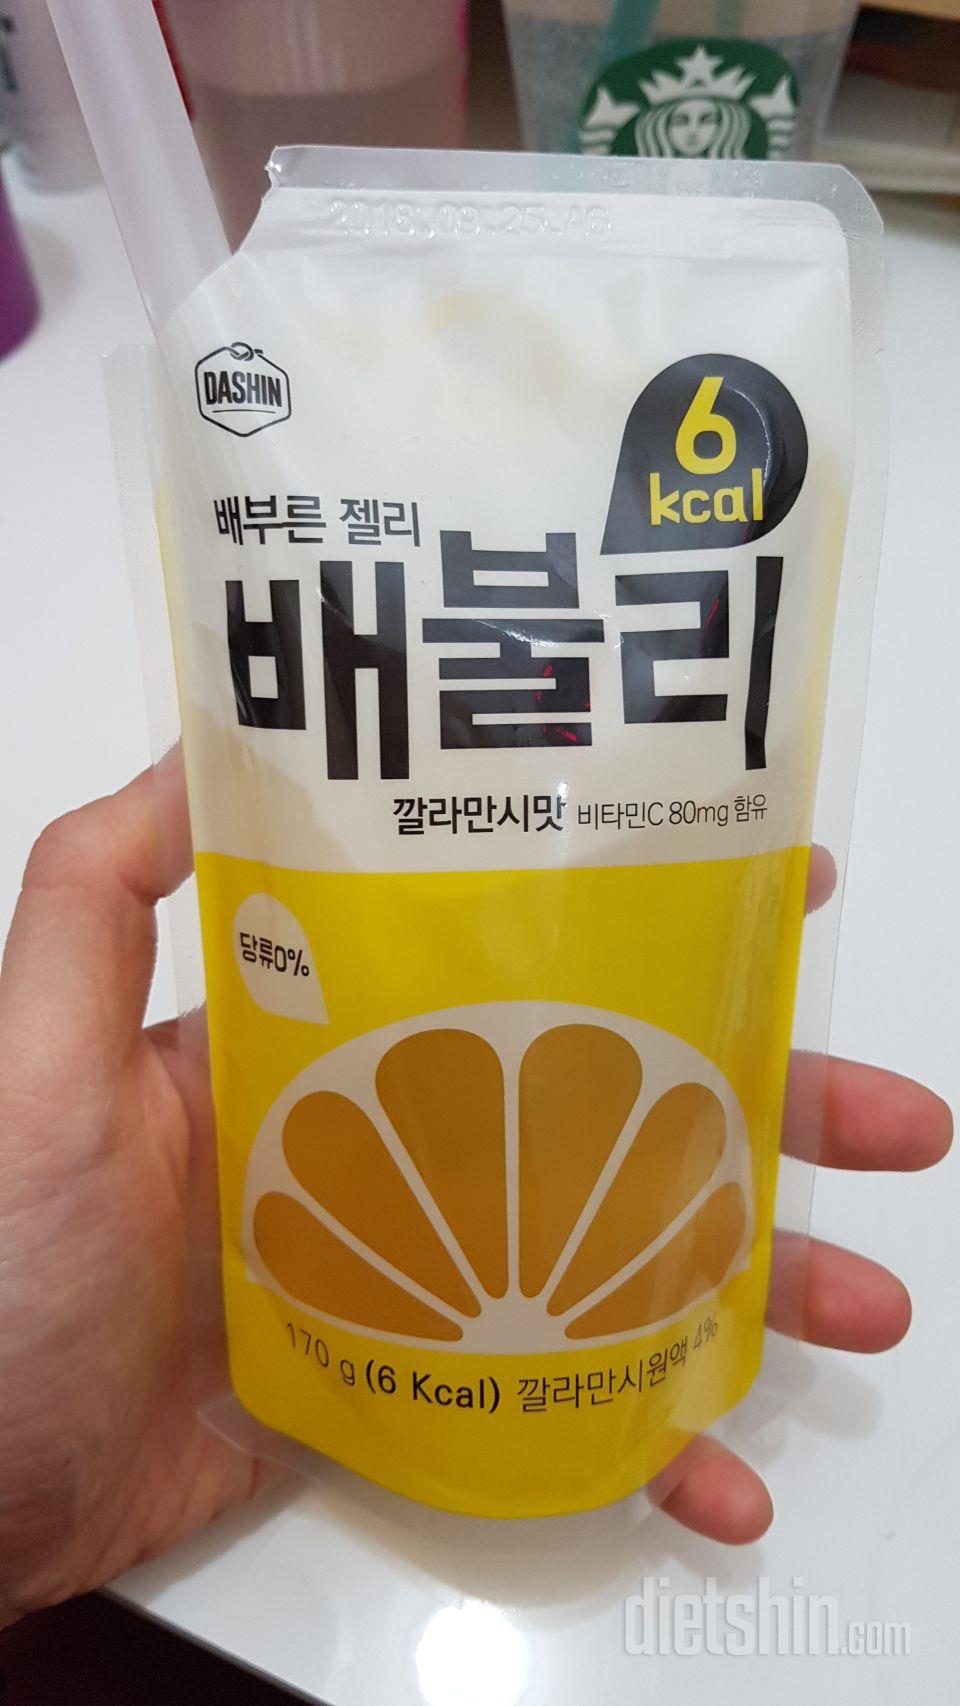 2018.09.25.A6
DASHIN
6
kcal
배부른 젤리
배불리
깔라만시맛 비타민C 80mg 함유
당류0%
170 g (6 Kcal) 깔라만시원액 4%
dietshin.com